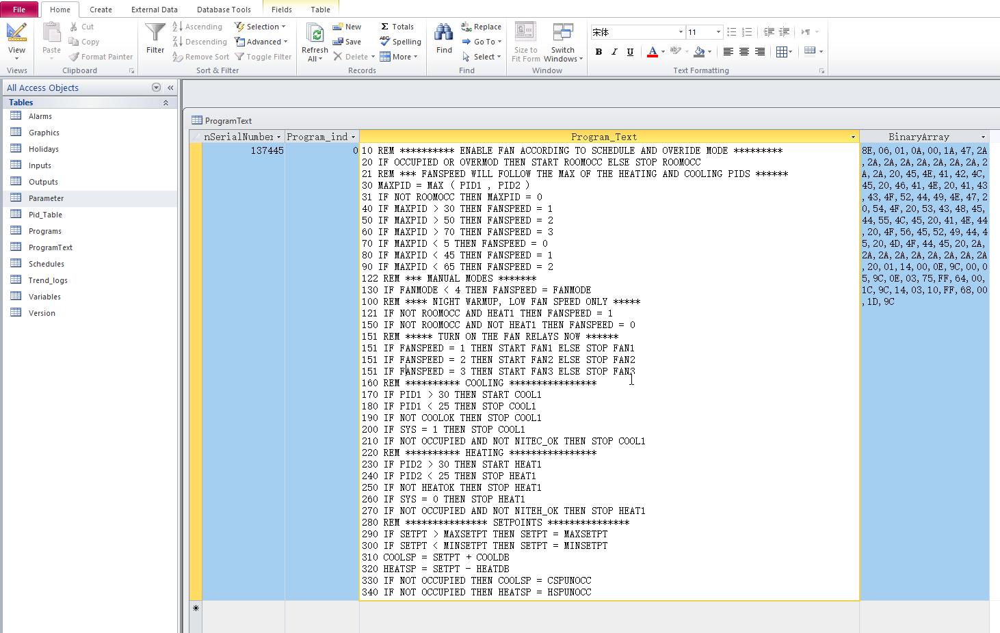 File Home Create External Data Database Tools Fields Table
View Paste Cut Copy Format Painter
Filter Ascending Descending Remove Sort Selection Advanced Toggle Filter
Refresh All New Save Delete Totals Spelling More
Find Replace Go To Select
Size to Fit Form Switch Windows
宋体 11
B I U A ab
Views Clipboard Sort & Filter Records Find Window Text Formatting
All Access Objects «
Tables
Alarms
Graphics
Holidays
Inputs
Outputs
Parameter
Pid_Table
Programs
ProgramText
Schedules
Trend_logs
Variables
Version
ProgramText
nSerialNumber Program_ind Program_Text BinaryArray
137445 0
10 REM ********** ENABLE FAN ACCORDING TO SCHEDULE AND OVERIDE MODE *********
20 IF OCCUPIED OR OVERMOD THEN START ROOMOCC ELSE STOP ROOMOCC
21 REM *** FANSPEED WILL FOLLOW THE MAX OF THE HEATING AND COOLING PIDS ******
30 MAXPID = MAX ( PID1 , PID2 )
31 IF NOT ROOMOCC THEN MAXPID = 0
40 IF MAXPID > 30 THEN FANSPEED = 1
50 IF MAXPID > 50 THEN FANSPEED = 2
60 IF MAXPID > 70 THEN FANSPEED = 3
70 IF MAXPID < 5 THEN FANSPEED = 0
80 IF MAXPID < 45 THEN FANSPEED = 1
90 IF MAXPID < 65 THEN FANSPEED = 2
122 REM *** MANUAL MODES *******
130 IF FANMODE < 4 THEN FANSPEED = FANMODE
100 REM **** NIGHT WARMUP, LOW FAN SPEED ONLY *****
121 IF NOT ROOMOCC AND HEAT1 THEN FANSPEED = 1
150 IF NOT ROOMOCC AND NOT HEAT1 THEN FANSPEED = 0
151 REM ***** TURN ON THE FAN RELAYS NOW ******
151 IF FANSPEED = 1 THEN START FAN1 ELSE STOP FAN1
151 IF FANSPEED = 2 THEN START FAN2 ELSE STOP FAN2
151 IF FANSPEED = 3 THEN START FAN3 ELSE STOP FAN3
160 REM ********** COOLING ****************
170 IF PID1 > 30 THEN START COOL1
180 IF PID1 < 25 THEN STOP COOL1
190 IF NOT COOLOK THEN STOP COOL1
200 IF SYS = 1 THEN STOP COOL1
210 IF NOT OCCUPIED AND NOT NITEC_OK THEN STOP COOL1
220 REM ********** HEATING ****************
230 IF PID2 > 30 THEN START HEAT1
240 IF PID2 < 25 THEN STOP HEAT1
250 IF NOT HEATOK THEN STOP HEAT1
260 IF SYS = 0 THEN STOP HEAT1
270 IF NOT OCCUPIED AND NOT NITEH_OK THEN STOP HEAT1
280 REM *************** SETPOINTS ***************
290 IF SETPT > MAXSETPT THEN SETPT = MAXSETPT
300 IF SETPT < MINSETPT THEN SETPT = MINSETPT
310 COOLSP = SETPT + COOLDB
320 HEATSP = SETPT - HEATDB
330 IF NOT OCCUPIED THEN COOLSP = CSPUNOCC
340 IF NOT OCCUPIED THEN HEATSP = HSPUNOCC
8E, 06, 01, 0A, 00, 1A, 47, 2A
, 2A, 2A, 2A, 2A, 2A, 2A, 2A, 2
A, 2A, 20, 45, 4E, 41, 42, 4C,
45, 20, 46, 41, 4E, 20, 41, 43
, 43, 4F, 52, 44, 49, 4E, 47, 2
0, 54, 4F, 20, 53, 43, 48, 45,
44, 55, 4C, 45, 20, 41, 4E, 44
, 20, 4F, 56, 45, 52, 49, 44, 4
5, 20, 4D, 4F, 44, 45, 20, 2A,
2A, 2A, 2A, 2A, 2A, 2A, 2A, 2A
, 20, 01, 14, 00, 0E, 9C, 00, 0
5, 9C, 0E, 03, 75, FF, 64, 00,
1C, 9C, 14, 03, 10, FF, 68, 00
, 1D, 9C
*